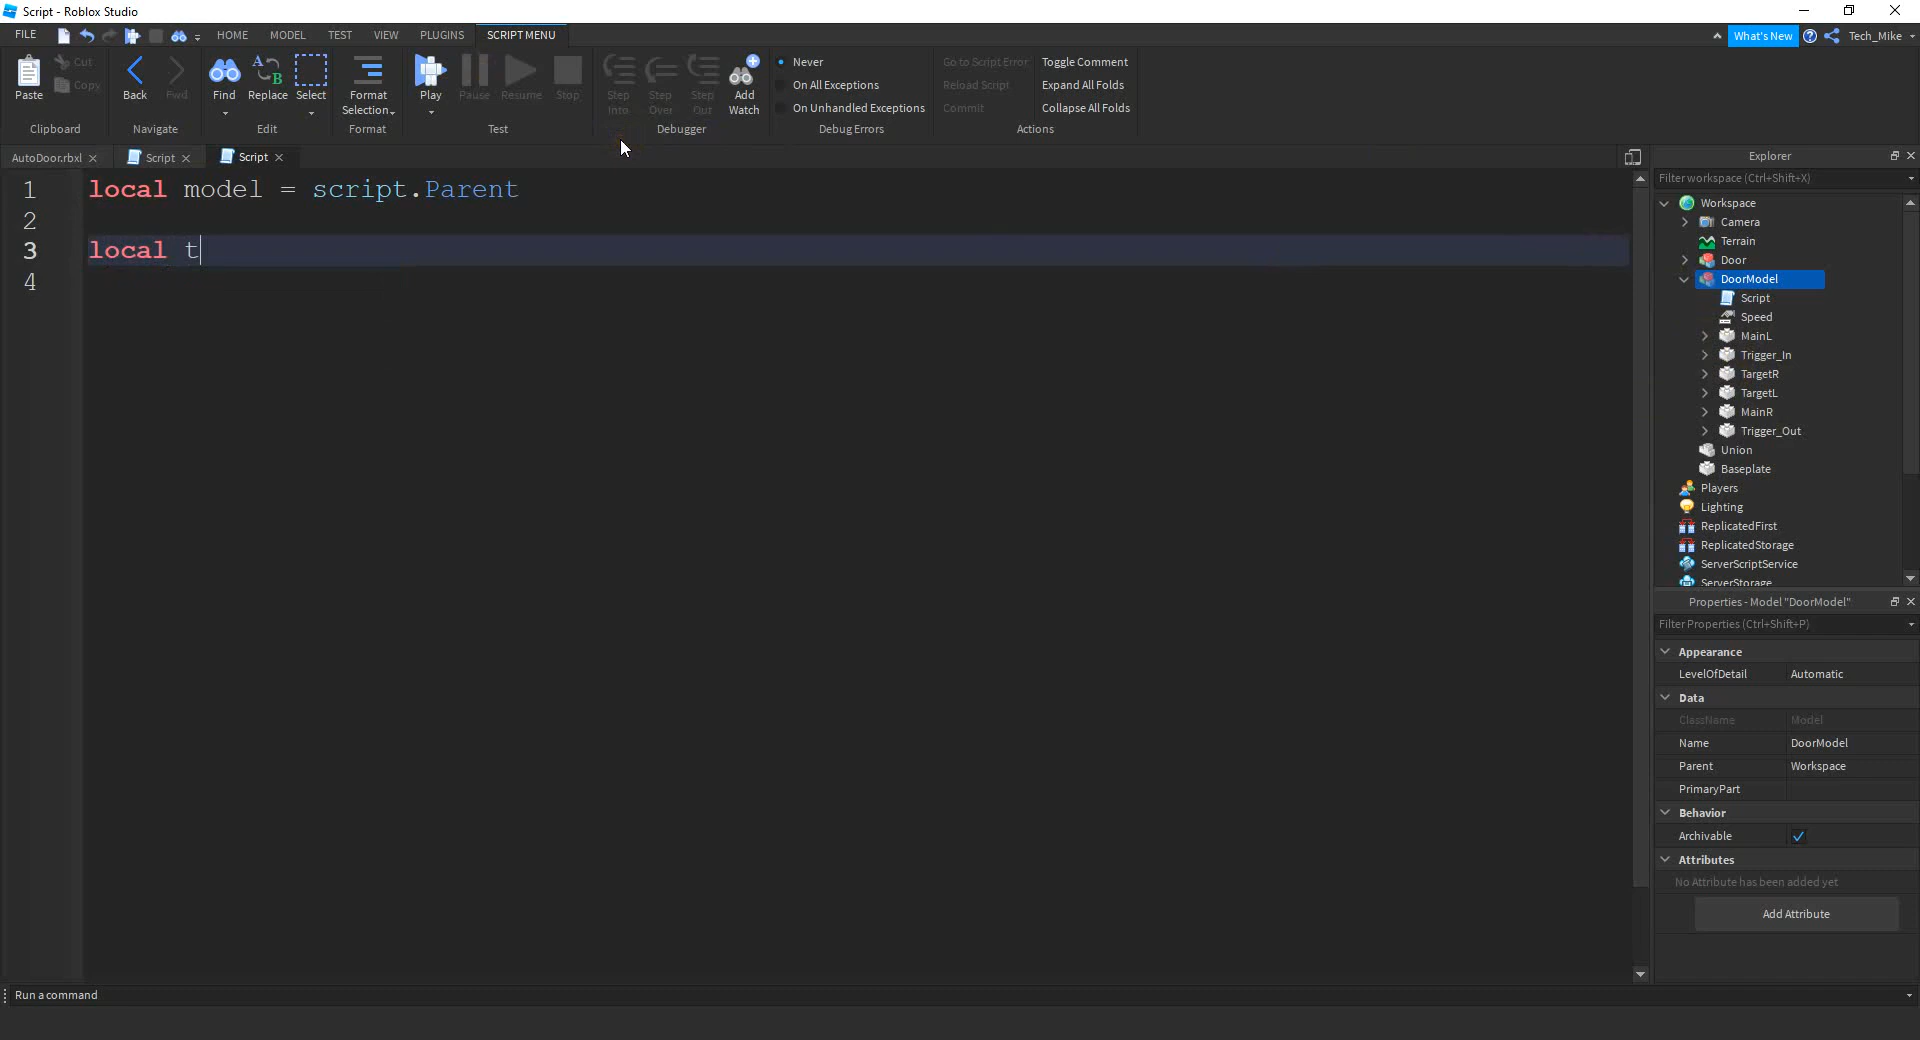 Script - Roblox Studio
FILE HOME MODEL TEST VIEW PLUGINS SCRIPT MENU What's New Tech_Mike
Paste Cut Copy Clipboard
Back Fwd Navigate
Find Replace Select Edit
Format Selection Format
Play Pause Resume Stop Test
Step Into Step Over Step Out Add Watch Debugger
Never
On All Exceptions
On Unhandled Exceptions
Debug Errors
Go to Script Error
Reload Script
Commit
Toggle Comment
Expand All Folds
Collapse All Folds
Actions
AutoDoor.rbxl Script Script
1 local model = script.Parent
2
3 local t
4
Explorer
Filter workspace (Ctrl+Shift+X)
Workspace
Camera
Terrain
Door
DoorModel
Script
Speed
MainL
Trigger_In
TargetR
TargetL
MainR
Trigger_Out
Union
Baseplate
Players
Lighting
ReplicatedFirst
ReplicatedStorage
ServerScriptService
ServerStorage
Properties - Model "DoorModel"
Filter Properties (Ctrl+Shift+P)
Appearance
LevelOfDetail Automatic
Data
ClassName Model
Name DoorModel
Parent Workspace
PrimaryPart
Behavior
Archivable
Attributes
No Attribute has been added yet
Add Attribute
Run a command